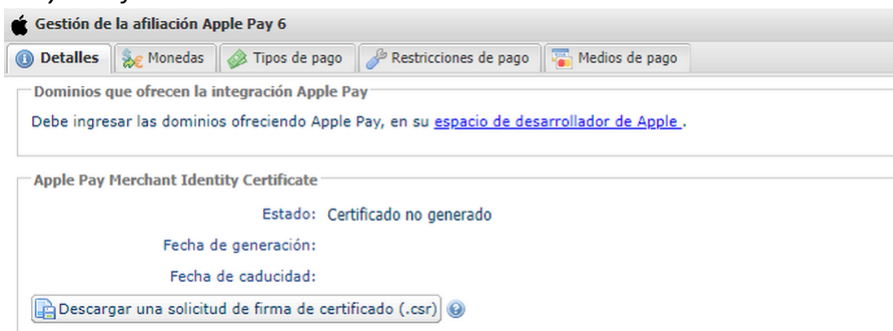 Gestión de la afiliación Apple Pay 6
Detalles Monedas Tipos de pago Restricciones de pago Medios de pago
Dominios que ofrecen la integración Apple Pay
Debe ingresar las dominios ofreciendo Apple Pay, en su espacio de desarrollador de Apple .
Apple Pay Merchant Identity Certificate
Estado: Certificado no generado
Fecha de generación:
Fecha de caducidad:
Descargar una solicitud de firma de certificado (.csr)